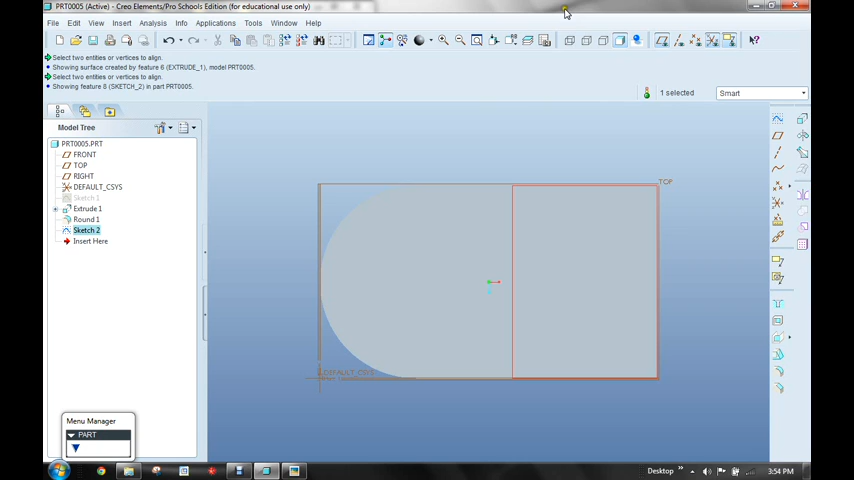 PRT0005 (Active) - Creo Elements/Pro Schools Edition (for educational use only)
File Edit View Insert Analysis Info Applications Tools Window Help
Select two entities or vertices to align.
Showing surface created by feature 6 (EXTRUDE_1), model PRT0005.
Select two entities or vertices to align.
Showing feature 8 (SKETCH_2) in part PRT0005.
1 selected
Smart
Model Tree
PRT0005.PRT
FRONT
TOP
RIGHT
DEFAULT_CSYS
Sketch 1
Extrude 1
Round 1
Sketch 2
Insert Here
TOP
DEFAULT_CSYS
Menu Manager
PART
Desktop
3:54 PM